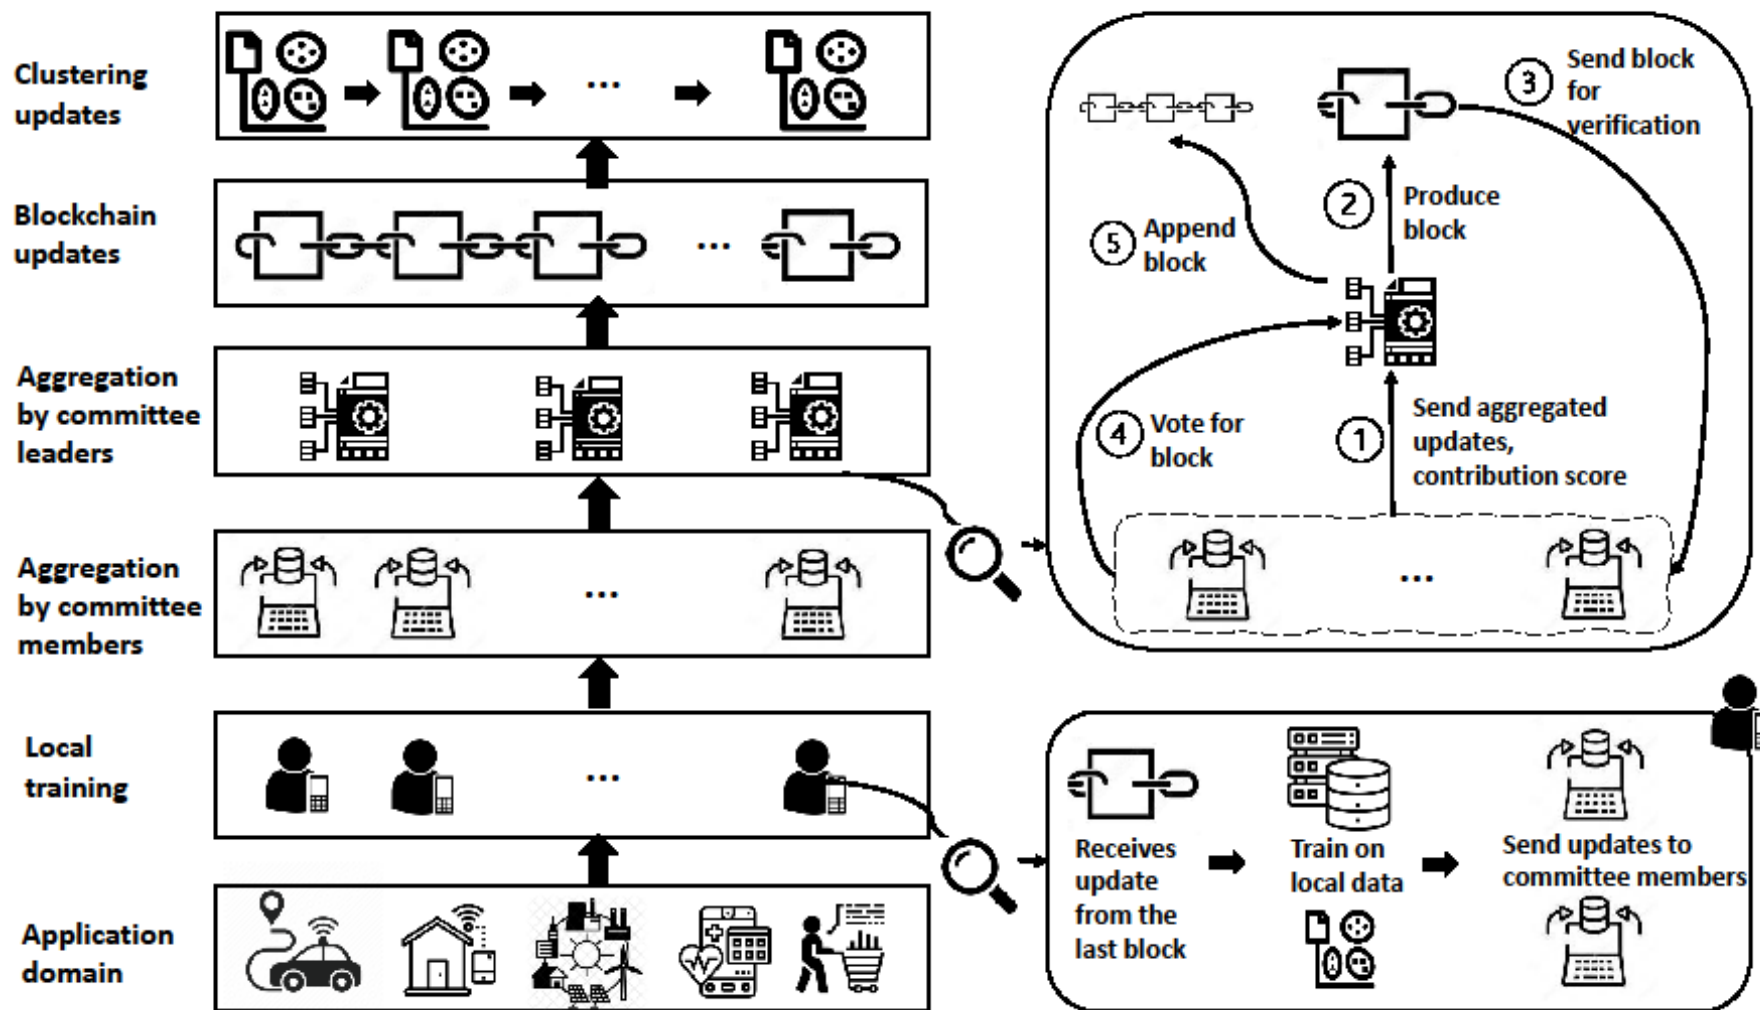 Clustering
updates
Blockchain
updates
Aggregation
by committee
leaders
Aggregation
by committee
members
Local
training
Application
domain
...
...
...
...
3
Send block
for
verification
2
Produce
block
5
Append
block
4
Vote for
block
1
Send aggregated
updates,
contribution score
...
Receives
update
from the
last block
Train on
local data
Send updates to
committee members